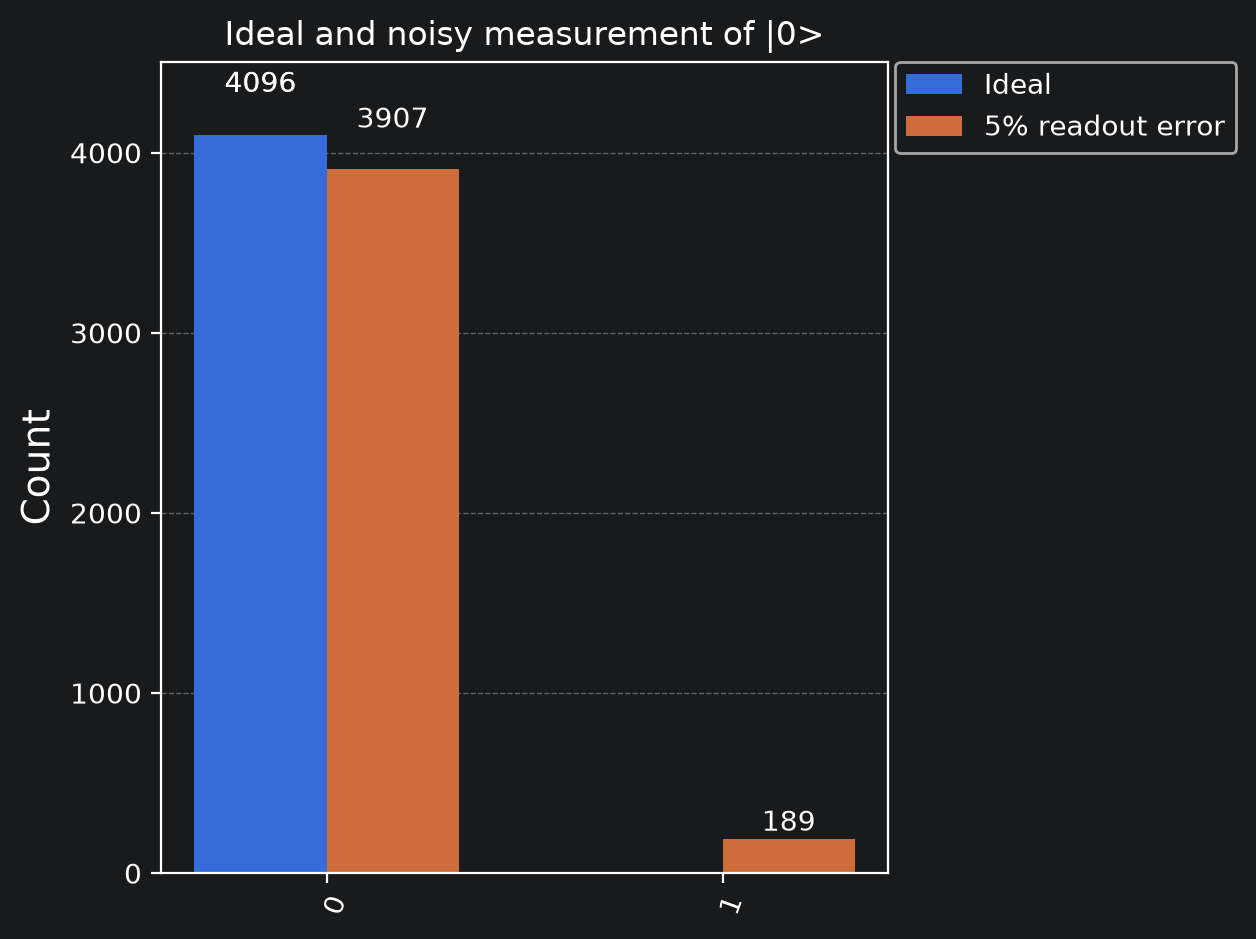 Ideal and noisy measurement of |0>
4096
3907
189
Ideal
5% readout error
Count
4000
3000
2000
1000
0
0
1